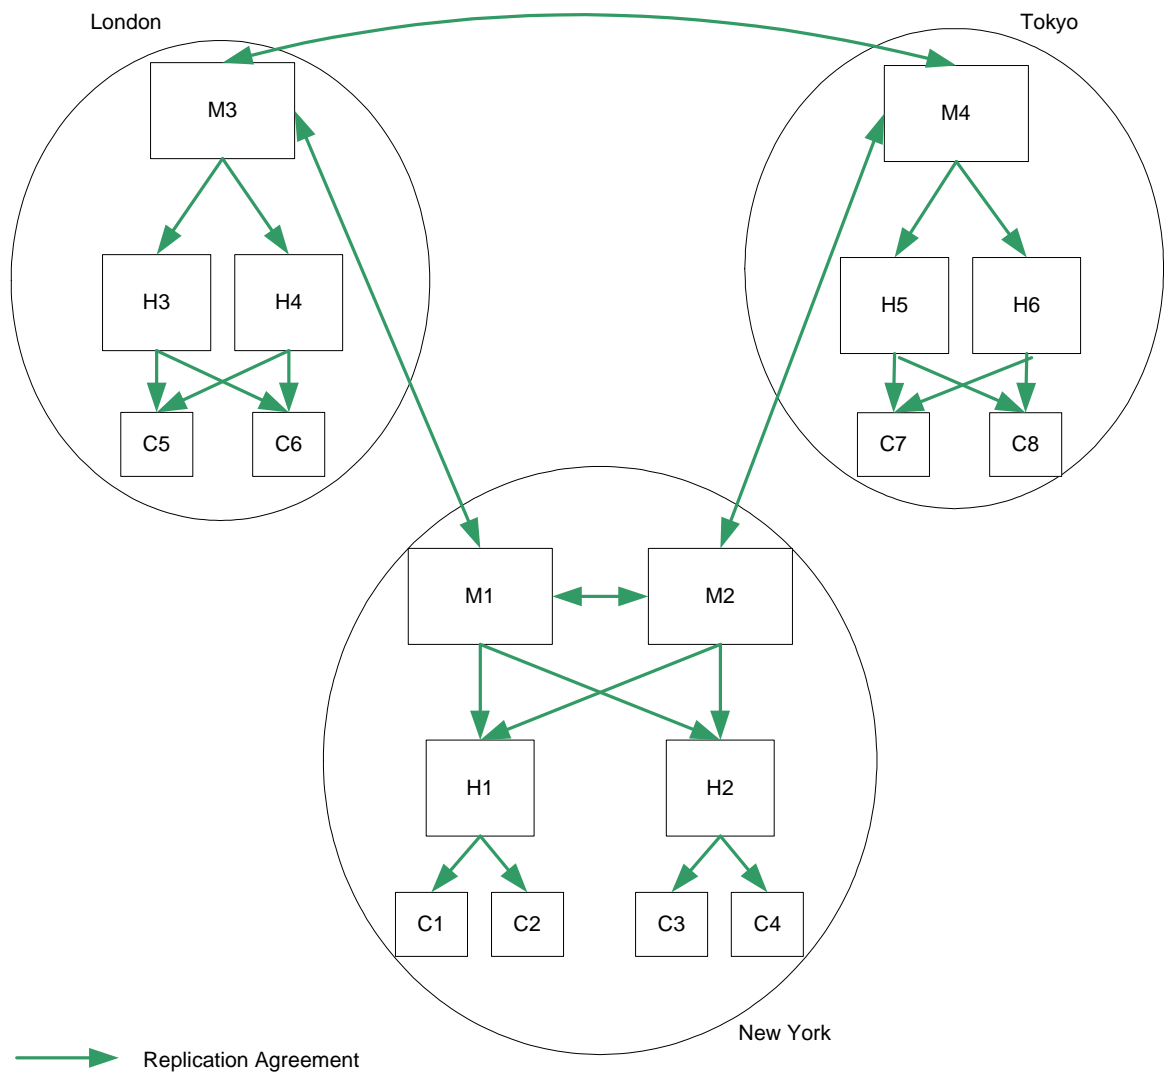 London
Tokyo
M3
M4
H3
H4
H5
H6
C5
C6
C7
C8
M1
M2
H1
H2
C1
C2
C3
C4
New York
Replication Agreement